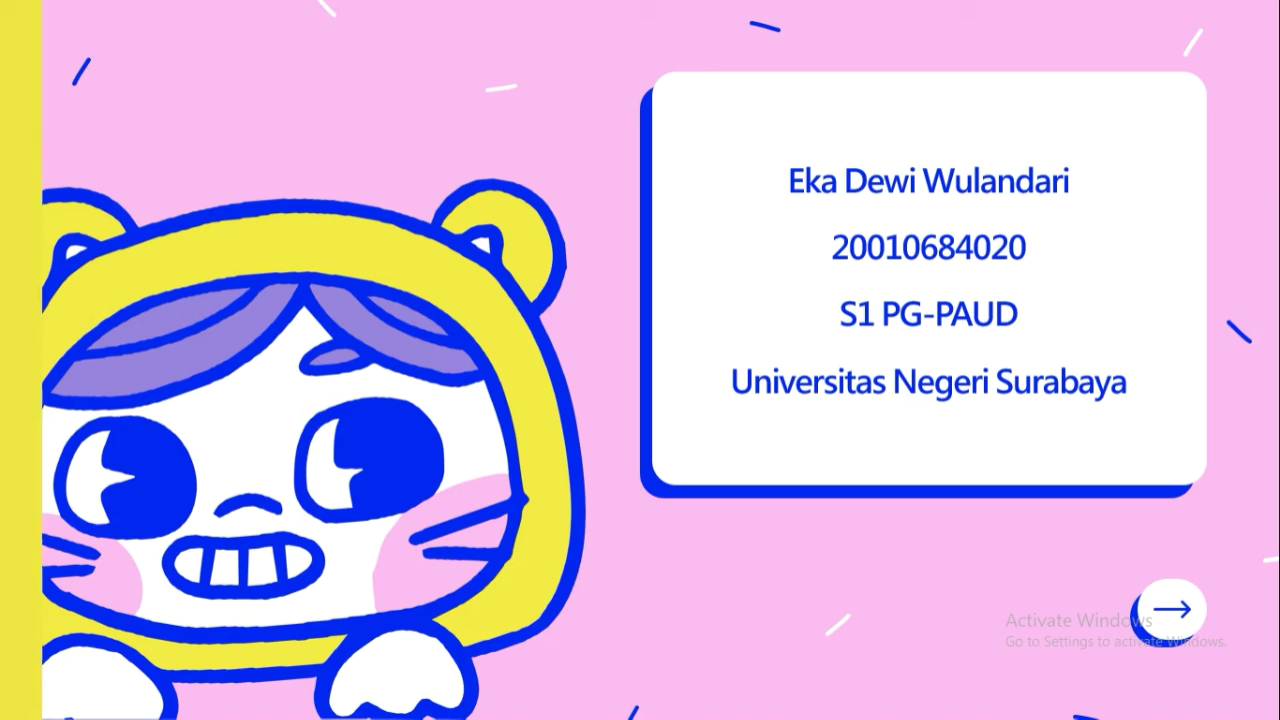 Eka Dewi Wulandari
20010684020
S1 PG-PAUD
Universitas Negeri Surabaya
Activate Windows
Go to Settings to activate Windows.